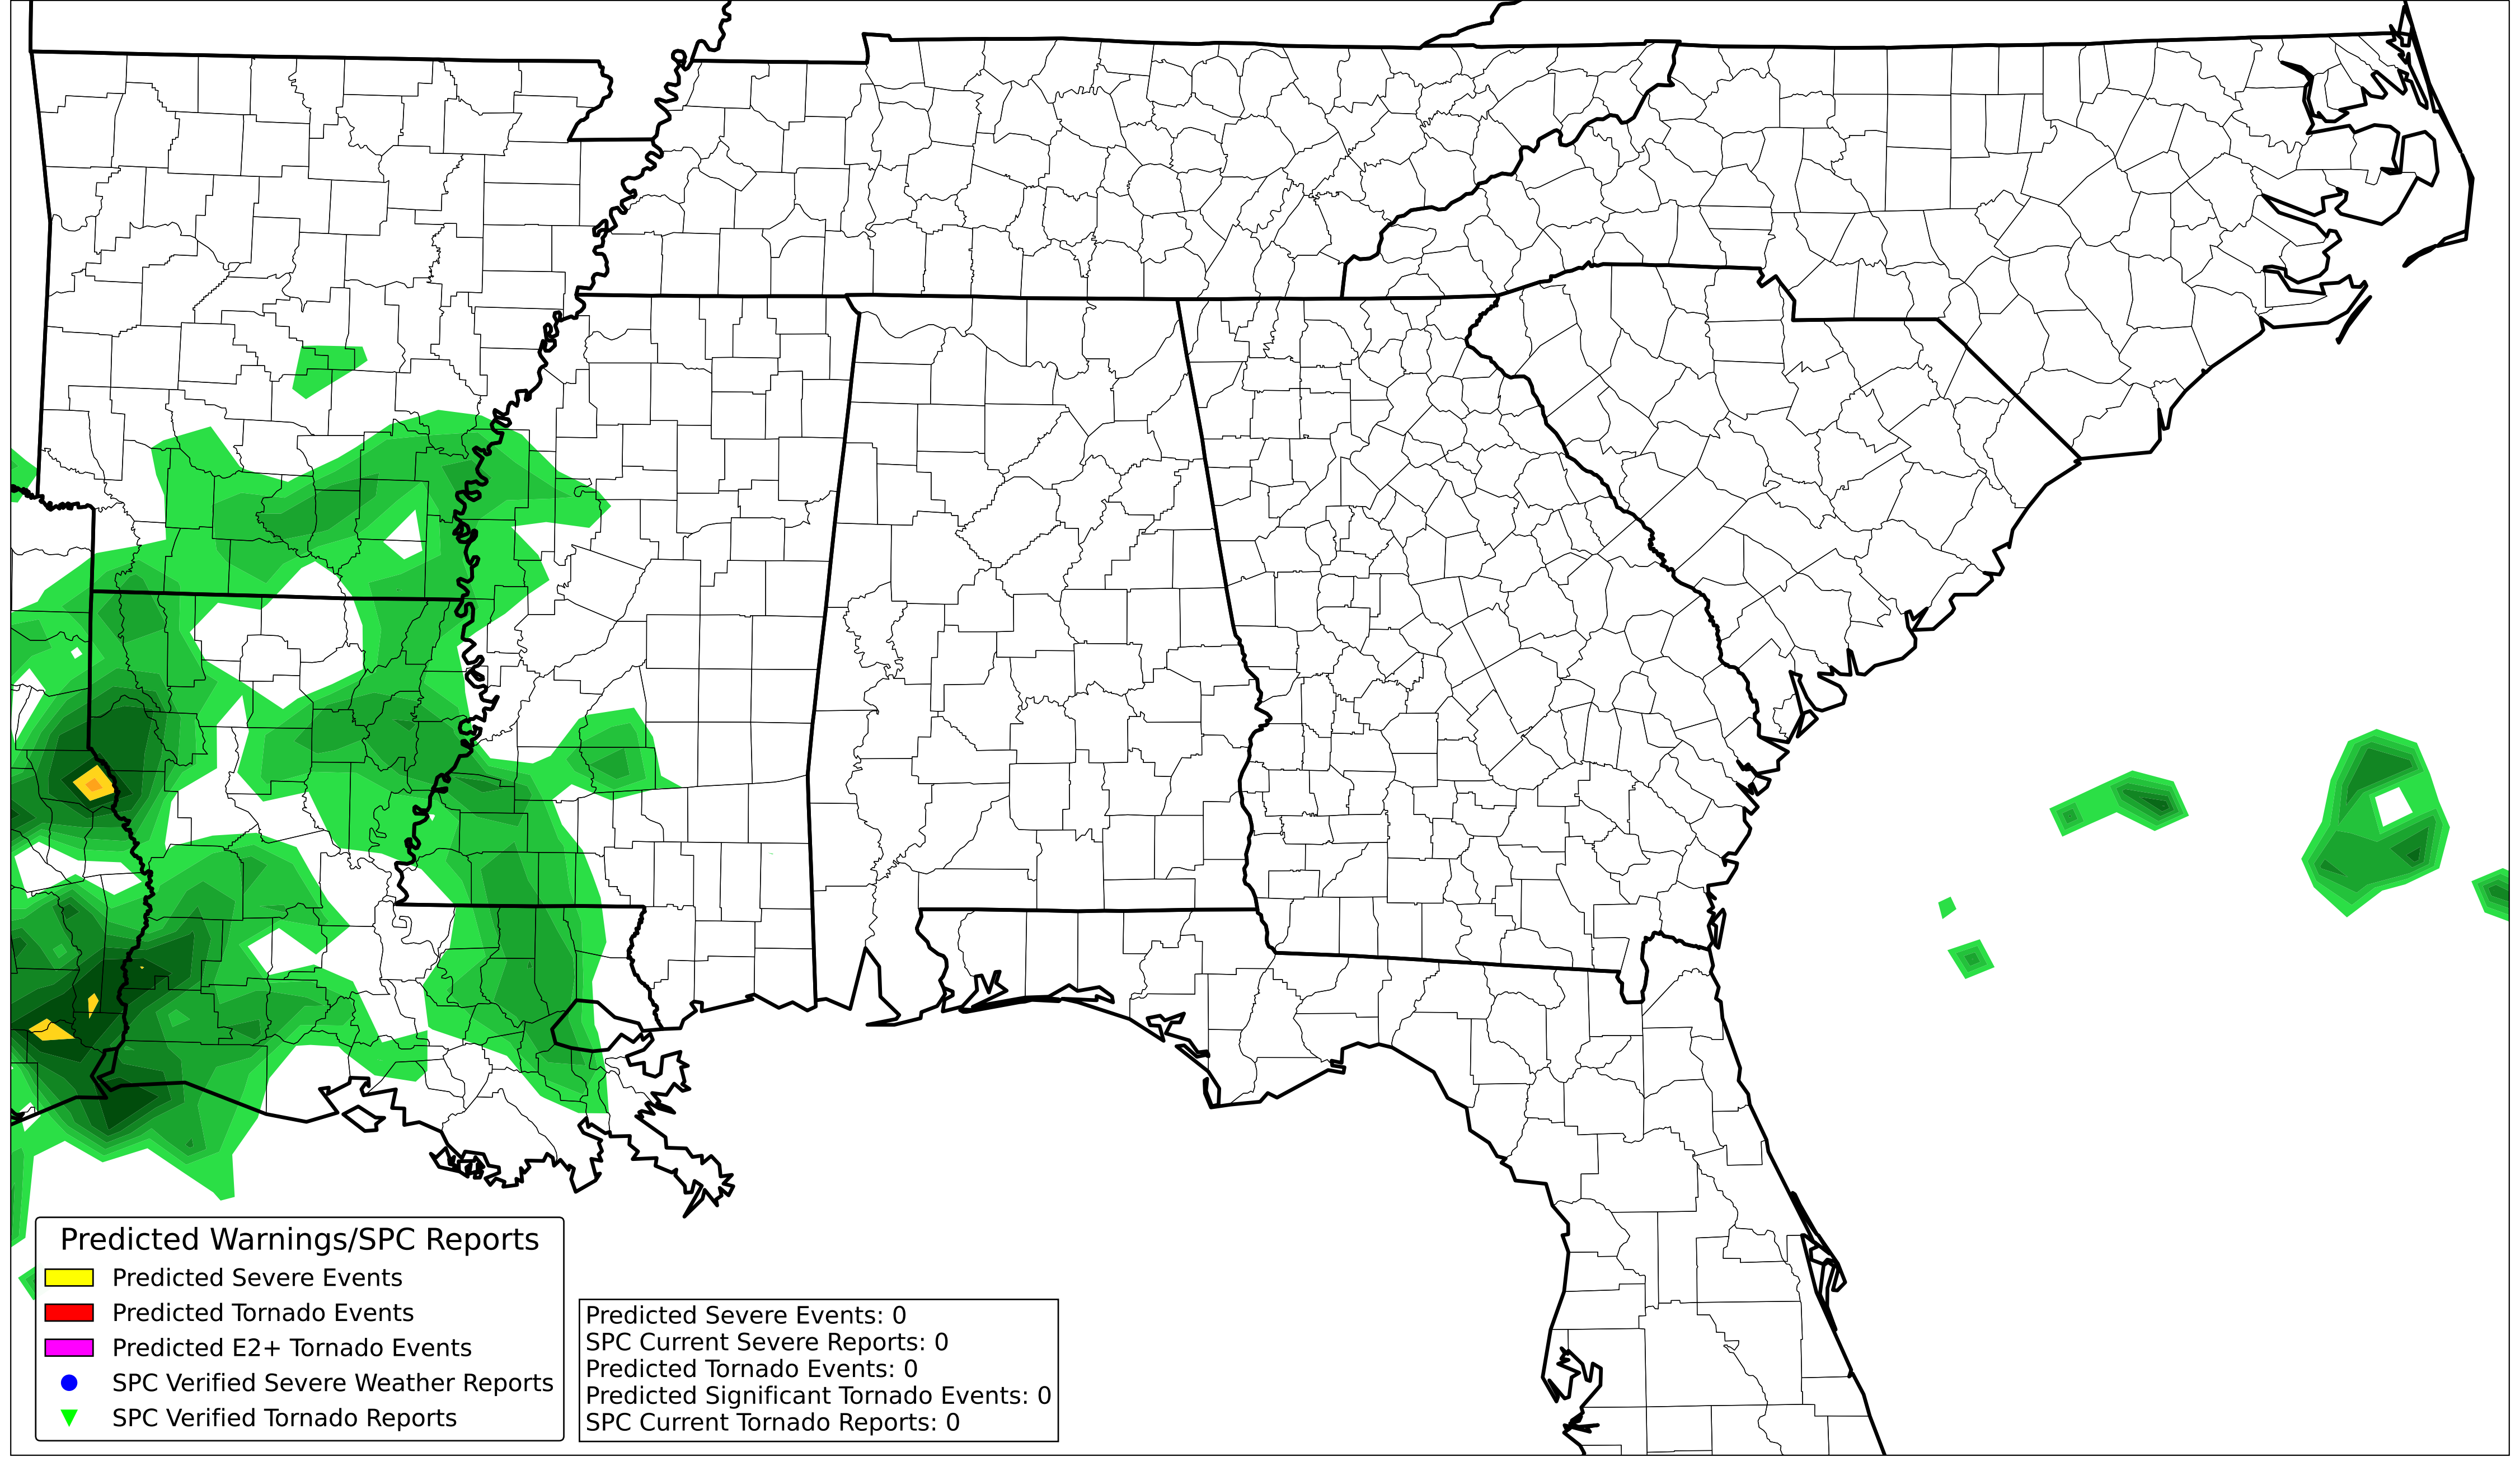 Predicted Warnings/SPC Reports
Predicted Severe Events
Predicted Tornado Events
Predicted E2+ Tornado Events
SPC Verified Severe Weather Reports
SPC Verified Tornado Reports
Predicted Severe Events: 0
SPC Current Severe Reports: 0
Predicted Tornado Events: 0
Predicted Significant Tornado Events: 0
SPC Current Tornado Reports: 0